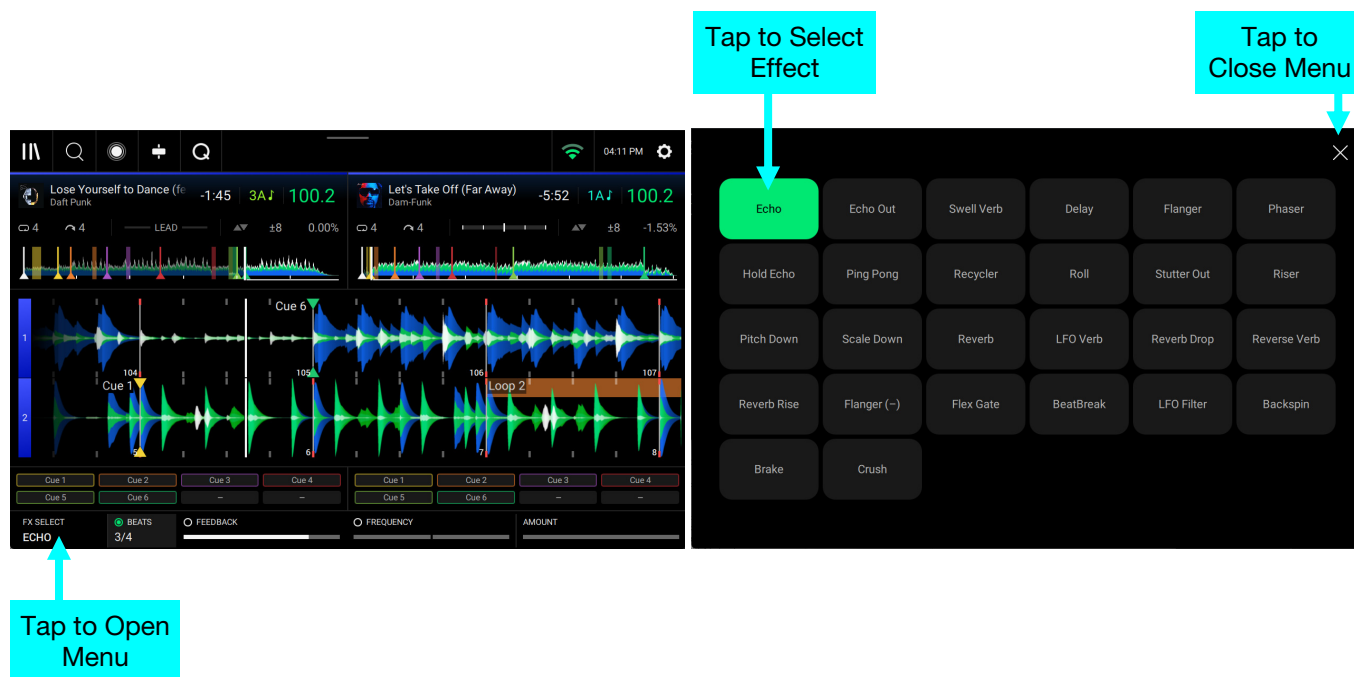 Tap to Select
Effect
Tap to
Close Menu
04:11 PM
Lose Yourself to Dance (fe
Daft Punk
-1:45
3A
100.2
4
4
LEAD
±8
0.00%
Let's Take Off (Far Away)
Dam-Funk
-5:52
1A
100.2
4
4
±8
-1.53%
1
Cue 6
104
105
106
107
2
Cue 1
Loop 2
5
6
7
8
Cue 1
Cue 2
Cue 3
Cue 4
Cue 5
Cue 6
–
–
Cue 1
Cue 2
Cue 3
Cue 4
Cue 5
Cue 6
–
–
FX SELECT
ECHO
BEATS
3/4
FEEDBACK
FREQUENCY
AMOUNT
Tap to Open
Menu
Echo
Echo Out
Swell Verb
Delay
Flanger
Phaser
Hold Echo
Ping Pong
Recycler
Roll
Stutter Out
Riser
Pitch Down
Scale Down
Reverb
LFO Verb
Reverb Drop
Reverse Verb
Reverb Rise
Flanger (–)
Flex Gate
BeatBreak
LFO Filter
Backspin
Brake
Crush